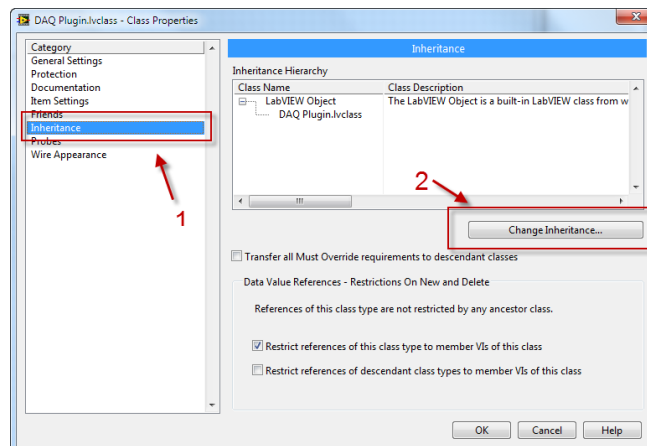 DAQ Plugin.lvclass - Class Properties
Category
General Settings
Protection
Documentation
Item Settings
Friends
Inheritance
Probes
Wire Appearance
1
Inheritance
Inheritance Hierarchy
Class Name Class Description
LabVIEW Object The LabVIEW Object is a built-in LabVIEW class from w
DAQ Plugin.lvclass
2
Change Inheritance...
Transfer all Must Override requirements to descendant classes
Data Value References - Restrictions On New and Delete
References of this class type are not restricted by any ancestor class.
Restrict references of this class type to member VIs of this class
Restrict references of descendant class types to member VIs of this class
OK Cancel Help